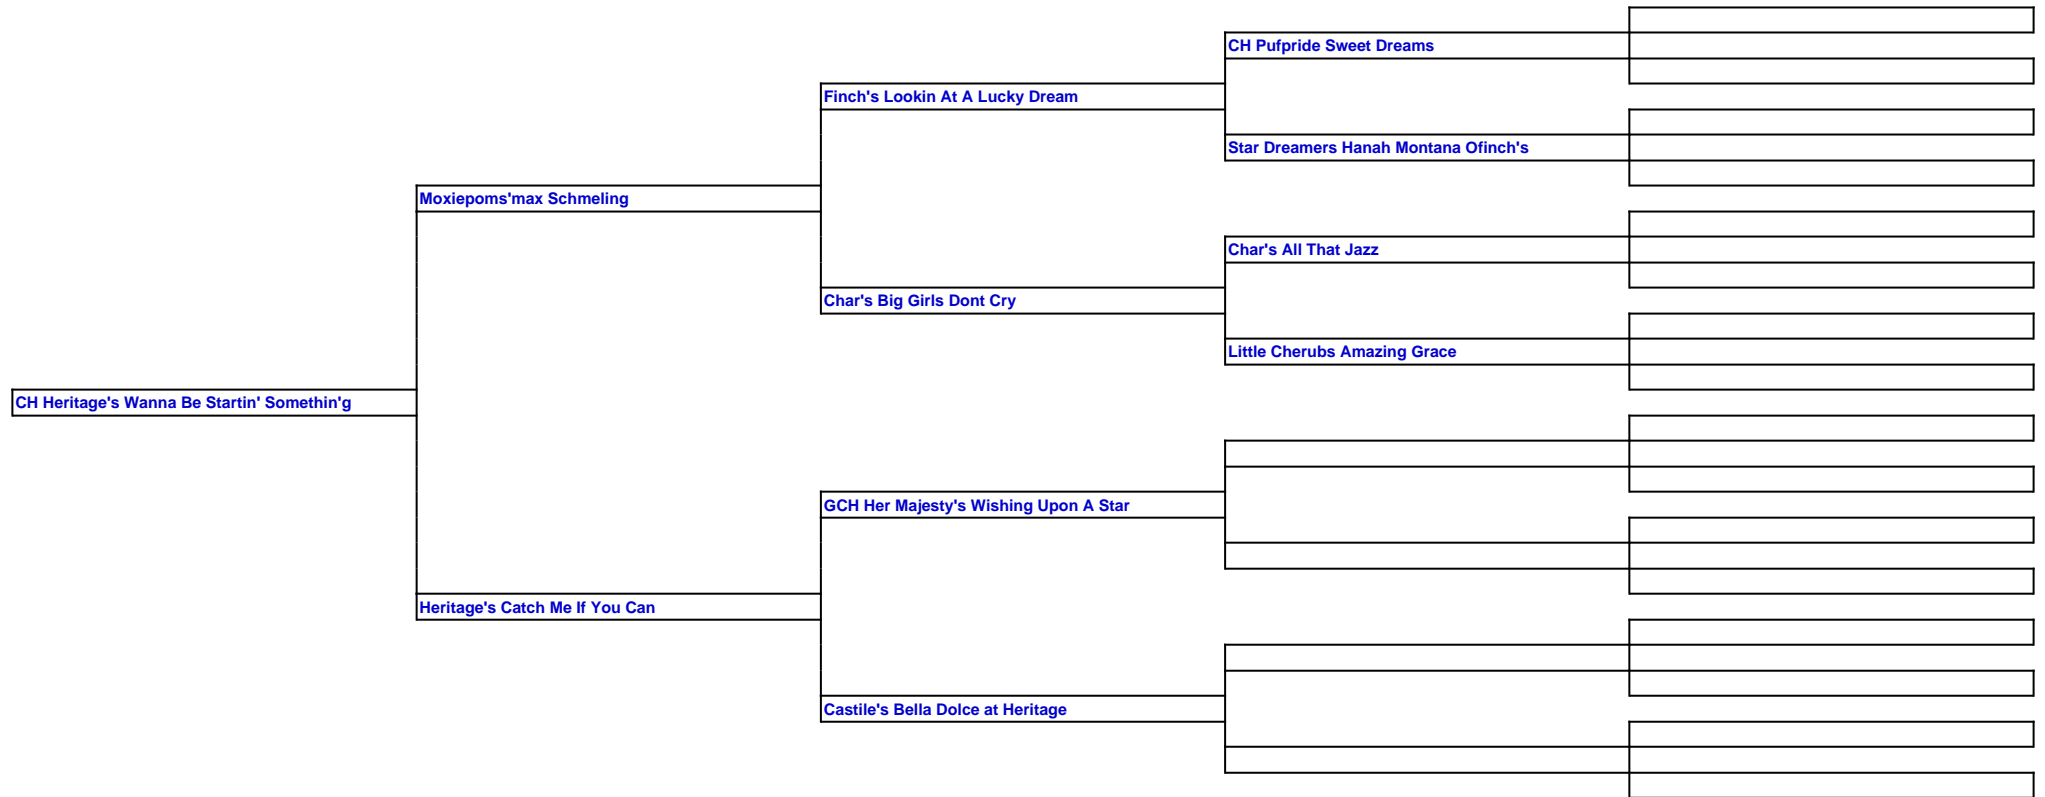 CH Pufpride Sweet Dreams
Finch's Lookin At A Lucky Dream
Star Dreamers Hanah Montana Ofinch's
Moxiepoms'max Schmeling
Char's All That Jazz
Char's Big Girls Dont Cry
Little Cherubs Amazing Grace
CH Heritage's Wanna Be Startin' Somethin'g
GCH Her Majesty's Wishing Upon A Star
Heritage's Catch Me If You Can
Castile's Bella Dolce at Heritage